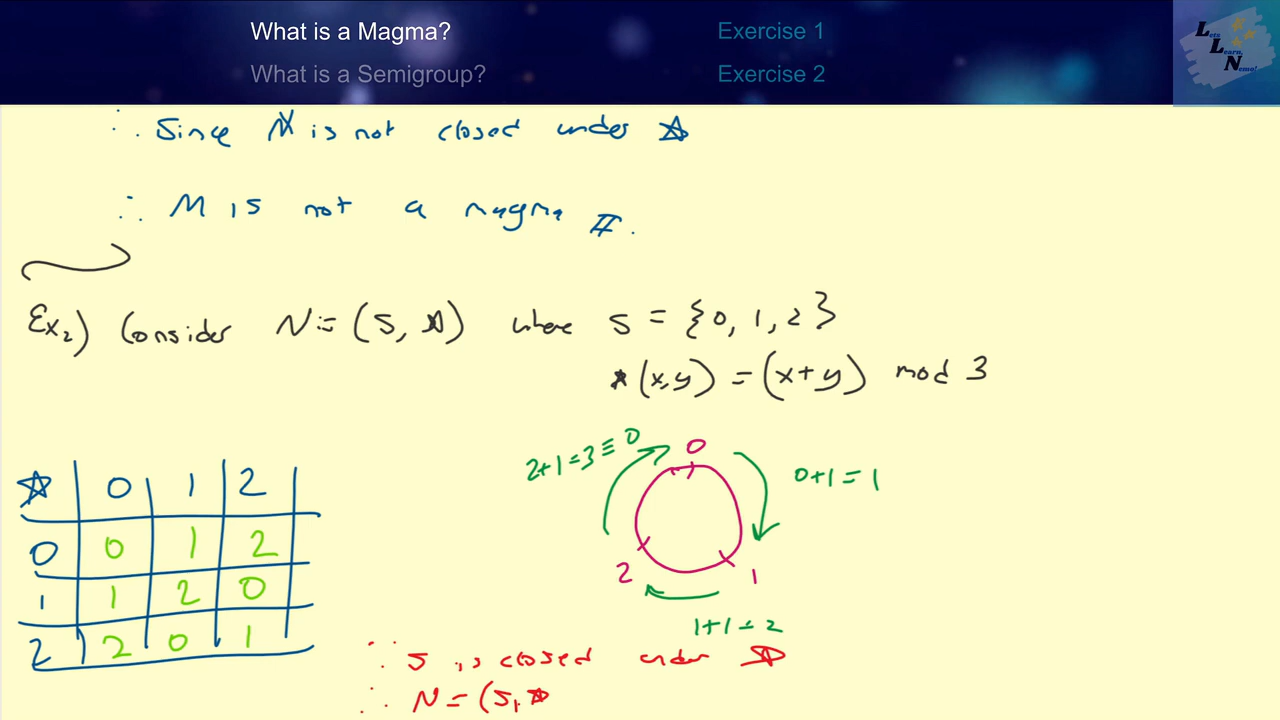 What is a Magma?
What is a Semigroup?
Exercise 1
Exercise 2
Lets
Learn,
Nemo!
∴ Since N is not closed under ☆
∴ M is not a magma #.
Ex2) Consider N := (S, ☆) where S = {0, 1, 2}
☆(x,y) = (x+y) mod 3
☆ 0 1 2
0 0 1 2
1 1 2 0
2 2 0 1
2+1=3≡0
0
0+1=1
2
1
1+1=2
∴ S is closed under ☆
∴ N = (S, ☆